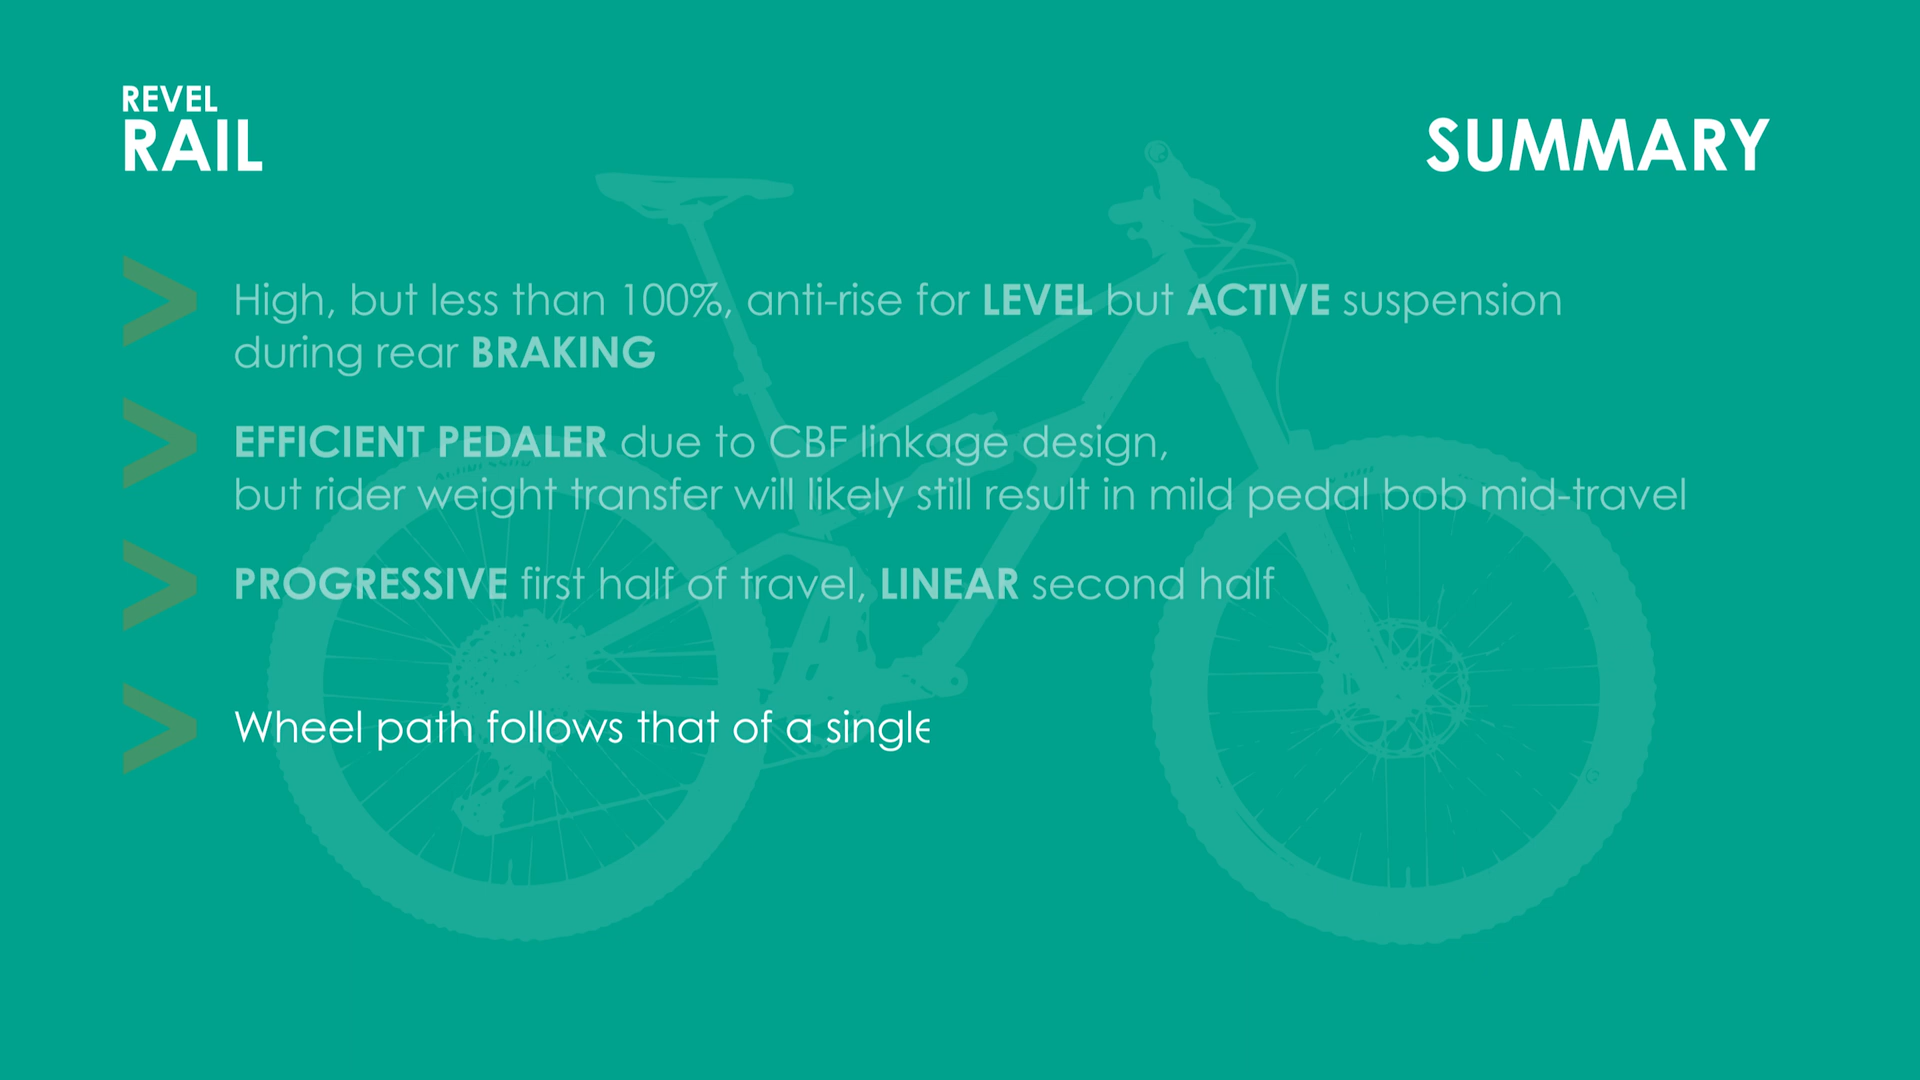 REVEL
RAIL
SUMMARY
High, but less than 100%, anti-rise for LEVEL but ACTIVE suspension
during rear BRAKING
EFFICIENT PEDALER due to CBF linkage design,
but rider weight transfer will likely still result in mild pedal bob mid-travel
PROGRESSIVE first half of travel, LINEAR second half
Wheel path follows that of a single